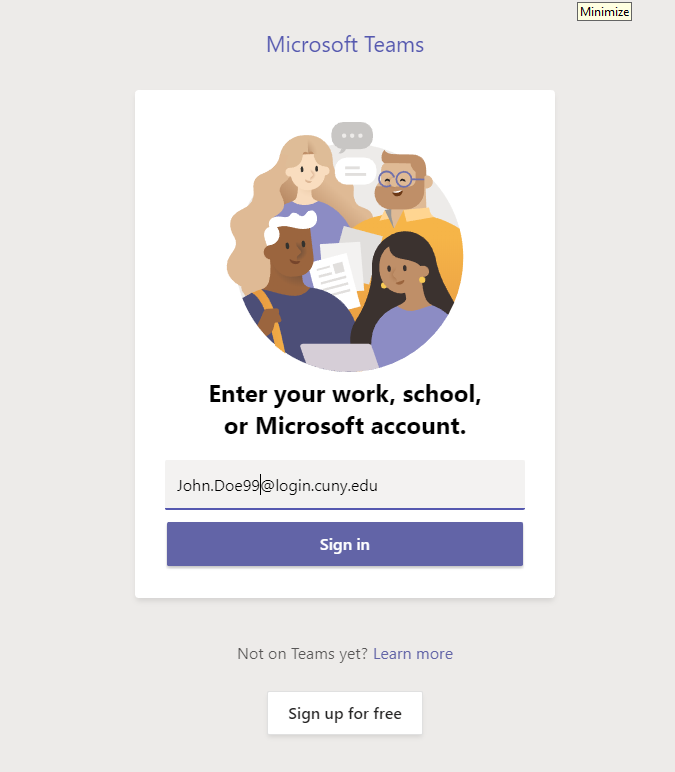 Minimize
Microsoft Teams
Enter your work, school,
or Microsoft account.
John.Doe99@login.cuny.edu
Sign in
Not on Teams yet? Learn more
Sign up for free